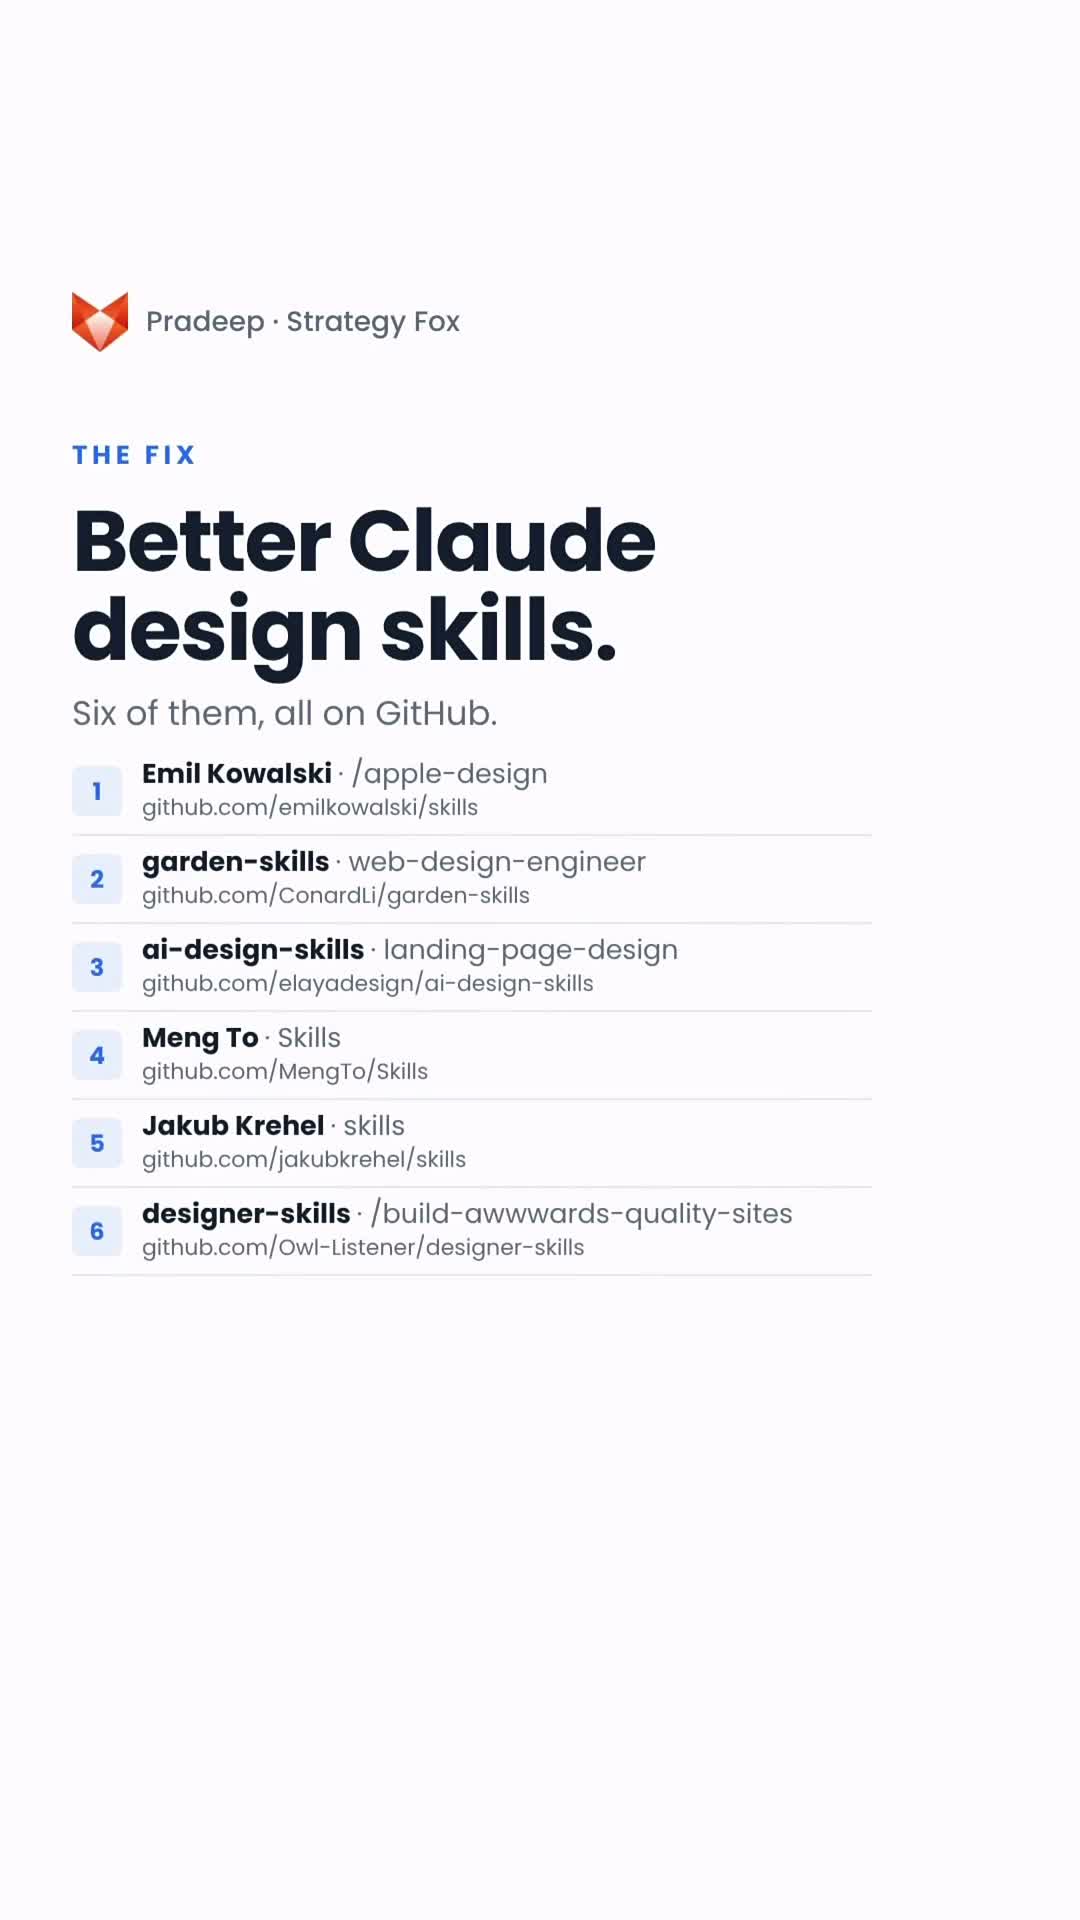 Pradeep · Strategy Fox
THE FIX
Better Claude
design skills.
Six of them, all on GitHub.
1
Emil Kowalski · /apple-design
github.com/emilkowalski/skills
2
garden-skills · web-design-engineer
github.com/ConardLi/garden-skills
3
ai-design-skills · landing-page-design
github.com/elayadesign/ai-design-skills
4
Meng To · Skills
github.com/MengTo/Skills
5
Jakub Krehel · skills
github.com/jakubkrehel/skills
6
designer-skills · /build-awwwards-quality-sites
github.com/Owl-Listener/designer-skills